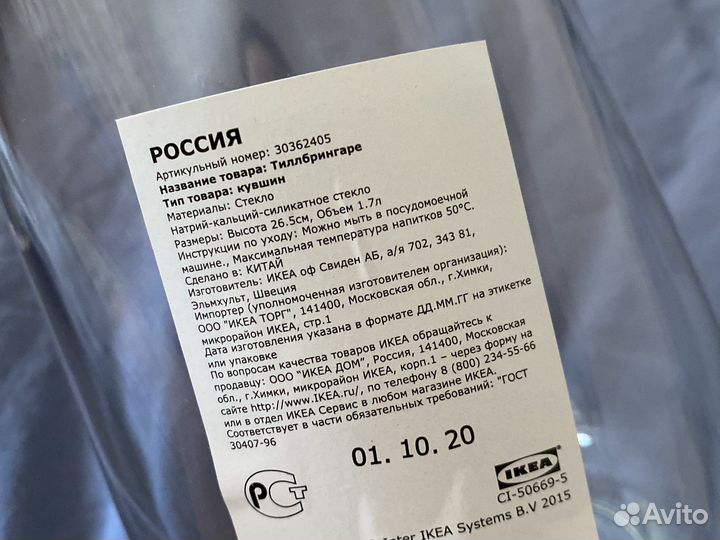 РОССИЯ
Артикульный номер: 30362405
Название товара: Тиллбрингаре
Тип товара: кувшин
Материалы: Стекло
Натрий-кальций-силикатное стекло
Размеры: Высота 26.5см, Объем 1.7л
Инструкции по уходу: Можно мыть в посудомоечной
машине., Максимальная температура напитков 50°C.
Сделано в: КИТАЙ
Изготовитель: ИКЕА оф Свиден АБ, а/я 702, 343 81,
Эльмхульт, Швеция
Импортер (уполномоченная изготовителем организация):
ООО "ИКЕА ТОРГ", 141400, Московская обл., г.Химки,
микрорайон ИКЕА, стр.1
Дата изготовления указана в формате ДД.ММ.ГГ на этикетке
или упаковке
По вопросам качества товаров ИКЕА обращайтесь к
продавцу: ООО "ИКЕА ДОМ", Россия, 141400, Московская
обл., г.Химки, микрорайон ИКЕА, корп.1 – через форму на
сайте http://www.IKEA.ru/, по телефону 8 (800) 234-55-66
или в отдел ИКЕА Сервис в любом магазине ИКЕА.
Соответствует в части обязательных требований: "ГОСТ
30407-96
01. 10. 20
РСТ
IKEA
CI-50669-5
Inter IKEA Systems B.V 2015
Avito